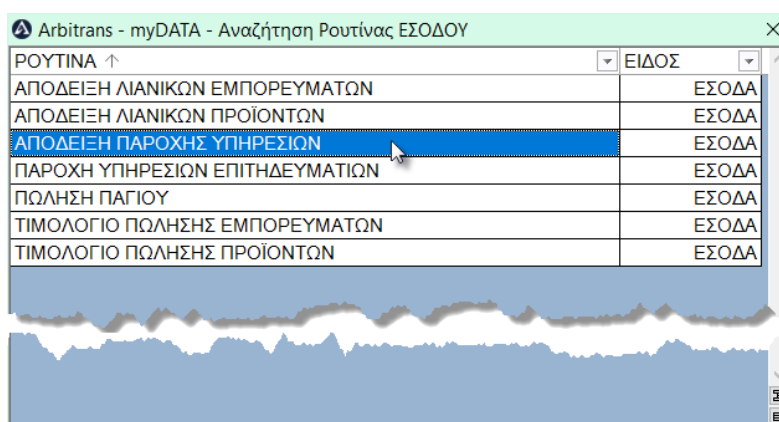 Arbitrans - myDATA - Αναζήτηση Ρουτίνας ΕΣΟΔΟΥ
ΡΟΥΤΙΝΑ ΕΙΔΟΣ
ΑΠΟΔΕΙΞΗ ΛΙΑΝΙΚΩΝ ΕΜΠΟΡΕΥΜΑΤΩΝ ΕΣΟΔΑ
ΑΠΟΔΕΙΞΗ ΛΙΑΝΙΚΩΝ ΠΡΟΪΟΝΤΩΝ ΕΣΟΔΑ
ΑΠΟΔΕΙΞΗ ΠΑΡΟΧΗΣ ΥΠΗΡΕΣΙΩΝ ΕΣΟΔΑ
ΠΑΡΟΧΗ ΥΠΗΡΕΣΙΩΝ ΕΠΙΤΗΔΕΥΜΑΤΙΩΝ ΕΣΟΔΑ
ΠΩΛΗΣΗ ΠΑΓΙΟΥ ΕΣΟΔΑ
ΤΙΜΟΛΟΓΙΟ ΠΩΛΗΣΗΣ ΕΜΠΟΡΕΥΜΑΤΩΝ ΕΣΟΔΑ
ΤΙΜΟΛΟΓΙΟ ΠΩΛΗΣΗΣ ΠΡΟΪΟΝΤΩΝ ΕΣΟΔΑ